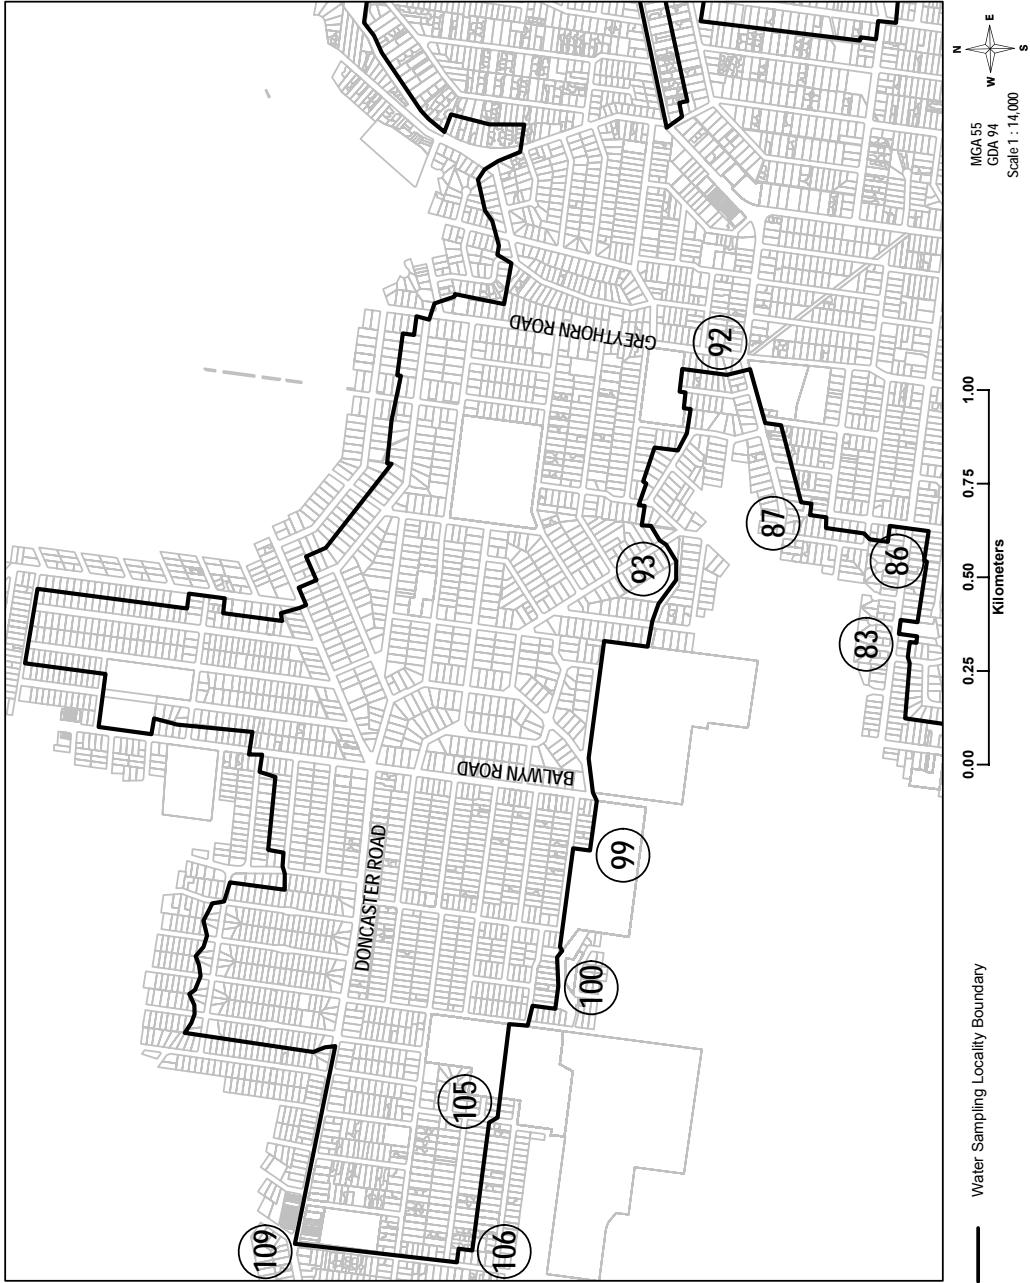 109
106
105
100
99
93
92
87
86
83
DONCASTER ROAD
BALWYN ROAD
GREYTHORN ROAD
Water Sampling Locality Boundary
0.00
0.25
0.50
0.75
1.00
Kilometers
MGA 55
GDA 94
Scale 1 : 14,000
N
W
E
S